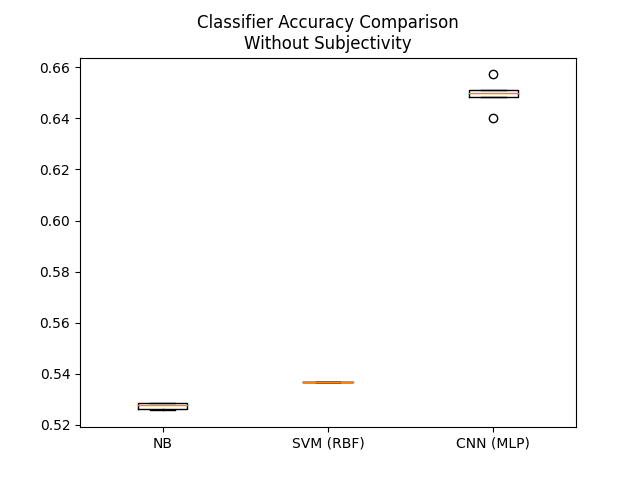 Classifier Accuracy Comparison
Without Subjectivity
0.66
0.64
0.62
0.60
0.58
0.56
0.54
0.52
NB
SVM (RBF)
CNN (MLP)